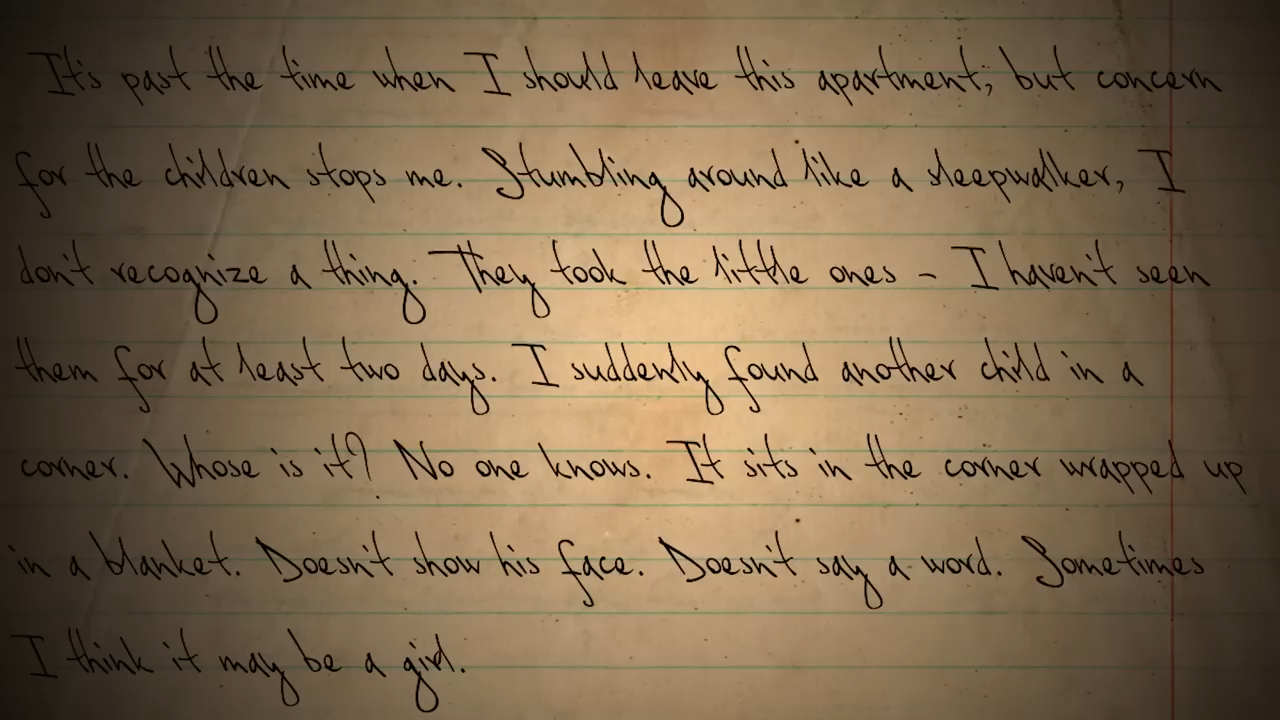 It's past the time when I should leave this apartment, but concern
for the children stops me. Stumbling around like a sleepwalker, I
don't recognize a thing. They took the little ones - I haven't seen
them for at least two days. I suddenly found another child in a
corner. Whose is it? No one knows. It sits in the corner wrapped up
in a blanket. Doesn't show his face. Doesn't say a word. Sometimes
I think it may be a girl.